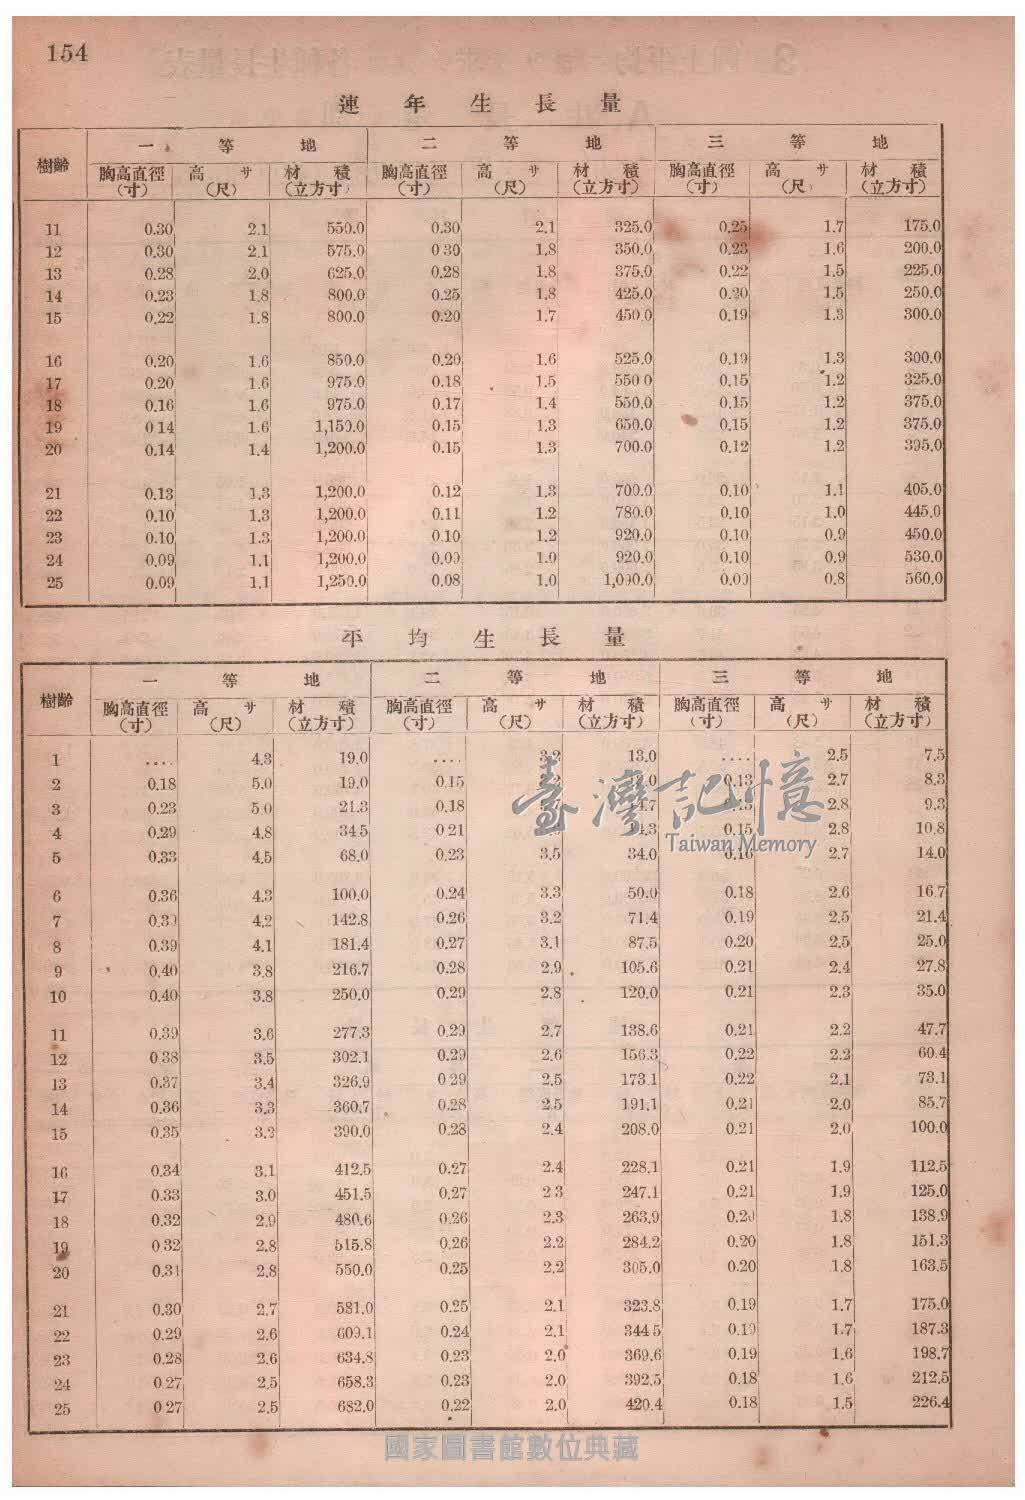 154
連年生長量
樹齡 一等地 二等地 三等地
胸高直徑(寸) 高サ(尺) 材積(立方寸) 胸高直徑(寸) 高サ(尺) 材積(立方寸) 胸高直徑(寸) 高サ(尺) 材積(立方寸)
11 0.30 2.1 550.0 0.30 2.1 325.0 0.25 1.7 175.0
12 0.30 2.1 575.0 0 30 1.8 350.0 0.23 1.6 200.0
13 0.28 2.0 625.0 0.28 1.8 375.0 0.22 1.5 225.0
14 0.23 1.8 800.0 0.25 1.8 425.0 0.20 1.5 250.0
15 0.22 1.8 800.0 0.20 1.7 450.0 0.19 1.3 300.0
16 0.20 1.6 850.0 0.20 1.6 525.0 0.19 1.3 300.0
17 0.20 1.6 975.0 0.18 1.5 550 0 0.15 1.2 325.0
18 0.16 1.6 975.0 0.17 1.4 550.0 0.15 1.2 375.0
19 0 14 1.6 1,150.0 0.15 1.3 650.0 0.15 1.2 375.0
20 0.14 1.4 1,200.0 0.15 1.3 700.0 0.12 1.2 395.0
21 0.13 1.3 1,200.0 0.12 1.3 700.0 0.10 1.1 405.0
22 0.10 1.3 1,200.0 0.11 1.2 780.0 0.10 1.0 445.0
23 0.10 1.3 1,200.0 0.10 1.2 920.0 0.10 0.9 450.0
24 0.09 1.1 1,200.0 0.09 1.0 920.0 0.10 0.9 530.0
25 0.09 1.1 1,250.0 0.08 1.0 1,090.0 0.09 0.8 560.0
平均生長量
樹齡 一等地 二等地 三等地
胸高直徑(寸) 高サ(尺) 材積(立方寸) 胸高直徑(寸) 高サ(尺) 材積(立方寸) 胸高直徑(寸) 高サ(尺) 材積(立方寸)
1 .... 4.3 19.0 .... 3.2 13.0 .... 2.5 7.5
2 0.18 5.0 19.0 0.15 0.13 2.7 8.3
3 0.23 5 0 21.3 0.18 2.8 9.3
4 0.29 4.8 34 5 0 21 0.15 2.8 10.8
5 0.33 4.5 68.0 0.23 3.5 34.0 0.16 2.7 14.0
6 0.36 4.3 100.0 0.24 3.3 50.0 0.18 2.6 16.7
7 0.39 4.2 142.8 0.26 3.2 71.4 0.19 2.5 21.4
8 0.39 4.1 181.4 0.27 3.1 87.5 0.20 2.5 25.0
9 0.40 3.8 216.7 0.28 2.9 105.6 0.21 2.4 27.8
10 0.40 3.8 250.0 0.29 2.8 120.0 0.21 2.3 35.0
11 0.39 3.6 277.3 0.29 2.7 138.6 0.21 2.2 47.7
12 0.38 3.5 302.1 0.29 2.6 156.3 0.22 2.2 60.4
13 0.37 3.4 326.9 0 29 2.5 173.1 0.22 2.1 73.1
14 0.36 3.3 360.7 0.28 2.5 191.1 0.21 2.0 85.7
15 0.35 3.2 390.0 0.28 2.4 208.0 0.21 2.0 100.0
16 0.34 3.1 412.5 0.27 2.4 228.1 0.21 1.9 112.5
17 0.33 3.0 451.5 0.27 2 3 247.1 0.21 1.9 125.0
18 0.32 2.9 480.6 0.26 2.3 263.9 0.20 1.8 138.9
19 0 32 2.8 515.8 0.26 2.2 284.2 0.20 1.8 151.3
20 0.31 2.8 550.0 0.25 2.2 305.0 0.20 1.8 163.5
21 0.30 2.7 581.0 0.25 2.1 323.8 0.19 1.7 175.0
22 0.29 2.6 609.1 0.24 2.1 344 5 0.19 1.7 187.3
23 0.28 2.6 634.8 0.23 2.0 369.6 0.19 1.6 198.7
24 0 27 2.5 658.3 0.23 2.0 392.5 0.18 1.6 212.5
25 0 27 2.5 682.0 0.22 2.0 420.4 0.18 1.5 226.4
臺灣記憶
Taiwan Memory
國家圖書館數位典藏